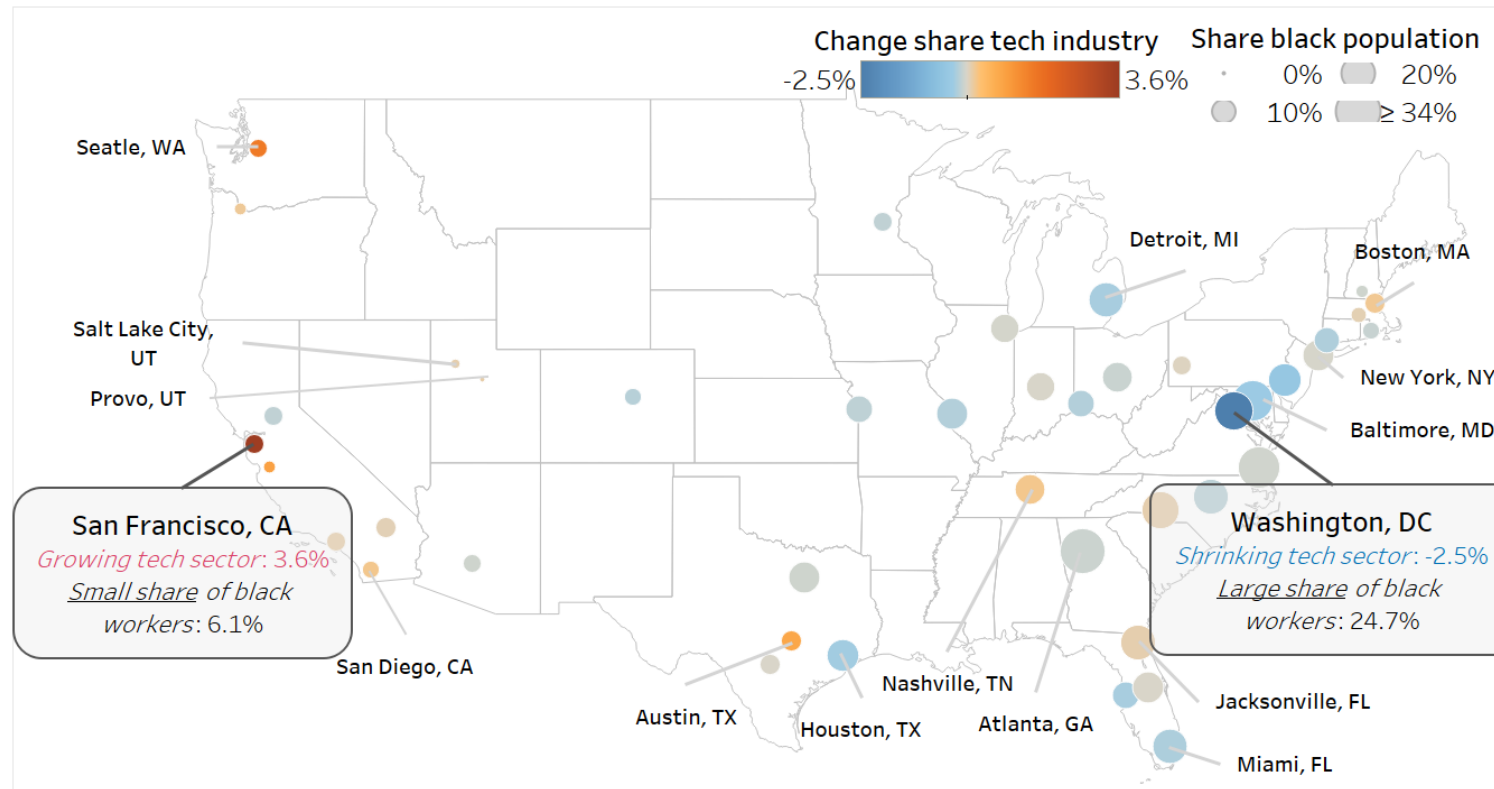 Change share tech industry
-2.5%
3.6%
Share black population
0%
20%
10%
≥ 34%
Seatle, WA
Detroit, MI
Boston, MA
Salt Lake City,
UT
Provo, UT
New York, NY
Baltimore, MD
San Francisco, CA
Growing tech sector: 3.6%
Small share of black
workers: 6.1%
Washington, DC
Shrinking tech sector: -2.5%
Large share of black
workers: 24.7%
San Diego, CA
Austin, TX
Houston, TX
Nashville, TN
Atlanta, GA
Jacksonville, FL
Miami, FL